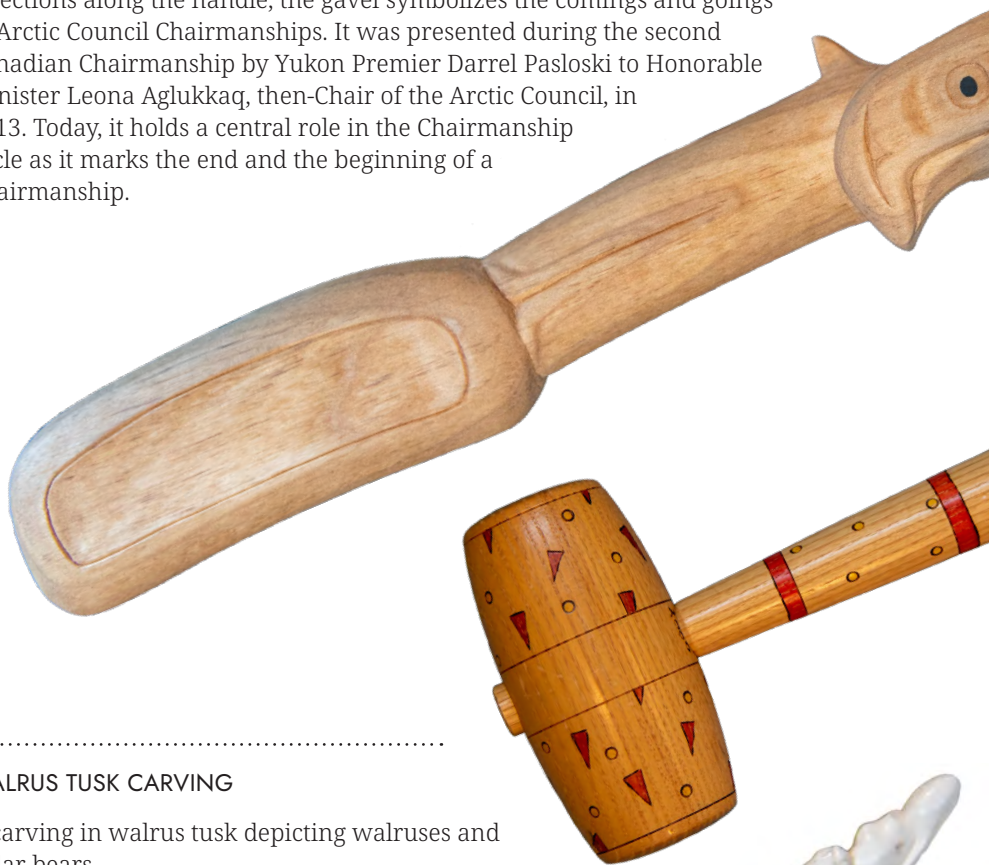 ections along the handle, the gavel symbolizes the comings and goings
Arctic Council Chairmanships. It was presented during the second
nadian Chairmanship by Yukon Premier Darrel Pasloski to Honorable
nister Leona Aglukkaq, then-Chair of the Arctic Council, in
13. Today, it holds a central role in the Chairmanship
cle as it marks the end and the beginning of a
airmanship.
ALRUS TUSK CARVING
carving in walrus tusk depicting walruses and
ar bears